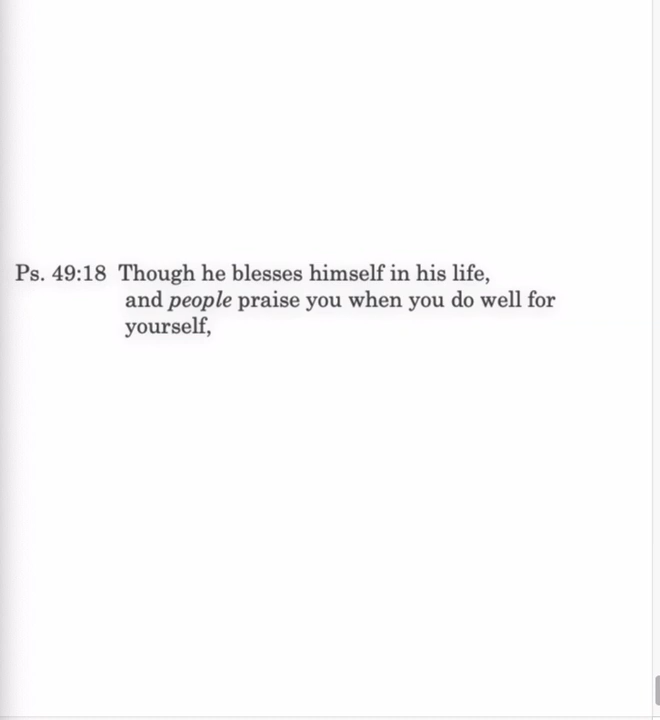 Ps. 49:18 Though he blesses himself in his life,
and people praise you when you do well for
yourself,